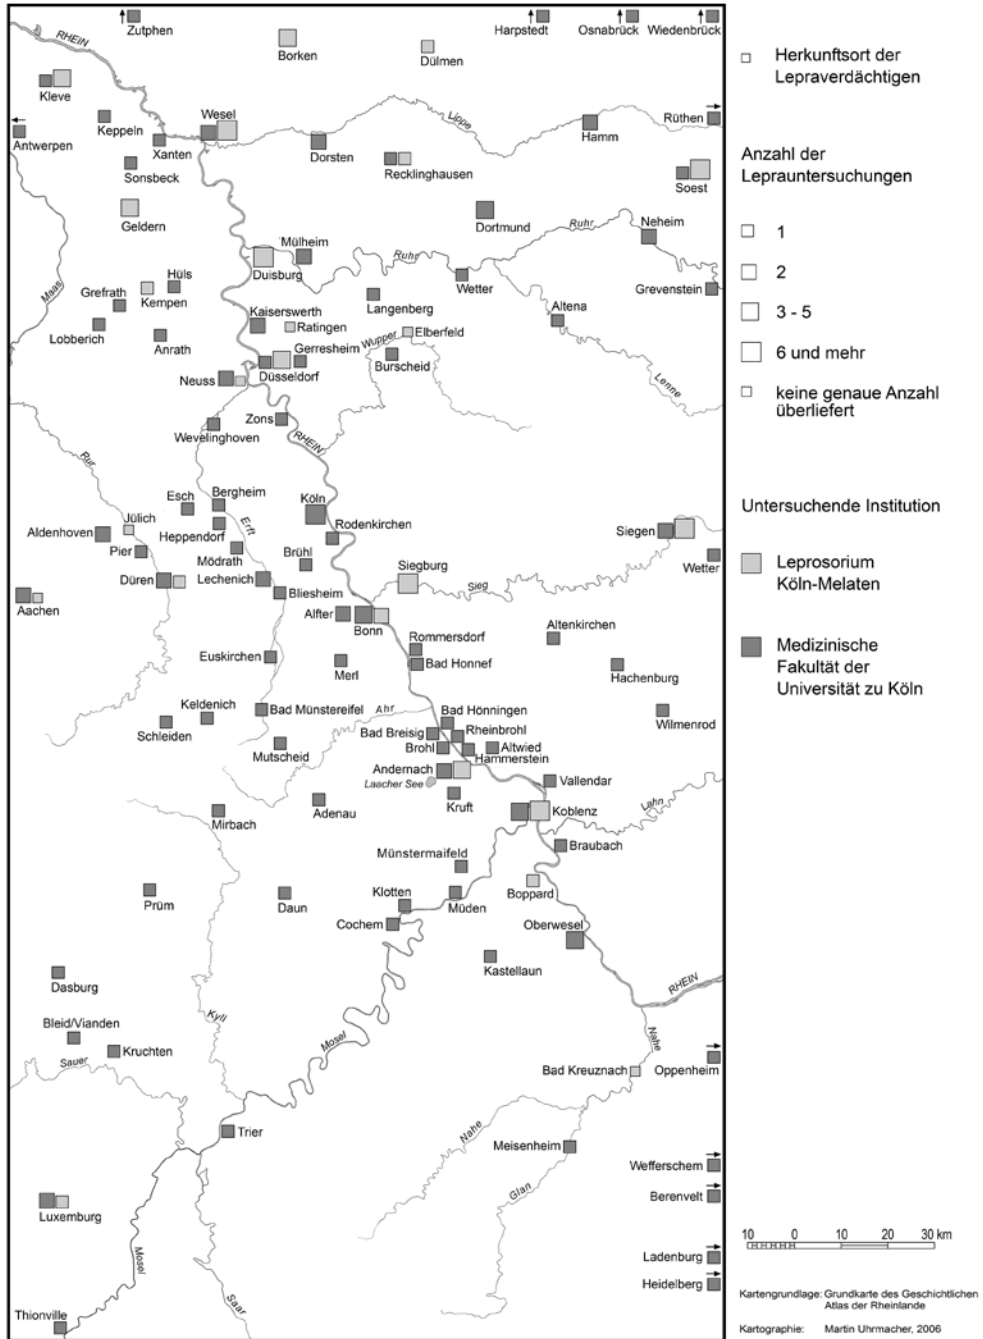 Zutphen
Harpstedt
Osnabrück
Wiedenbrück
RHEIN
Borken
Dülmen
Kleve
Keppeln
Wesel
Lippe
Hamm
Rüthen
Antwerpen
Xanten
Dorsten
Recklinghausen
Sonsbeck
Soest
Geldern
Dortmund
Ruhr
Neheim
Mülheim
Ruhr
Duisburg
Maas
Hüls
Wetter
Grevenstein
Kempen
Grefrath
Langenberg
Altena
Kaiserswerth
Ratingen
Elberfeld
Lobberich
Anrath
Wupper
Gerresheim
Burscheid
Düsseldorf
Neuss
Lenne
Zons
Wevelinghoven
RHEIN
Rur
Esch
Bergheim
Köln
Jülich
Erft
Rodenkirchen
Aldenhoven
Heppendorf
Siegen
Pier
Mödrath
Brühl
Wetter
Düren
Lechenich
Siegburg
Sieg
Bliesheim
Aachen
Alfter
Bonn
Altenkirchen
Rommersdorf
Euskirchen
Merl
Bad Honnef
Hachenburg
Keldenich
Bad Münstereifel
Ahr
Bad Hönningen
Wilmenrod
Schleiden
Bad Breisig
Rheinbrohl
Mutscheid
Brohl
Altwied
Hammerstein
Andernach
Laacher See
Vallendar
Kruft
Adenau
Lahn
Mirbach
Koblenz
Braubach
Münstermaifeld
Prüm
Daun
Klotten
Müden
Boppard
Cochem
Oberwesel
Kastellaun
Dasburg
RHEIN
Kyll
Bleid/Vianden
Mosel
Nahe
Kruchten
Sauer
Bad Kreuznach
Oppenheim
Trier
Nahe
Meisenheim
Wefferschem
Glan
Berenvelt
Luxemburg
Mosel
Ladenburg
Heidelberg
Saar
Thionville
Herkunftsort der
Lepraverdächtigen
Anzahl der
Leprauntersuchungen
1
2
3 - 5
6 und mehr
keine genaue Anzahl
überliefert
Untersuchende Institution
Leprosorium
Köln-Melaten
Medizinische
Fakultät der
Universität zu Köln
10 0 10 20 30 km
Kartengrundlage: Grundkarte des Geschichtlichen
Atlas der Rheinlande
Kartographie: Martin Uhrmacher, 2006